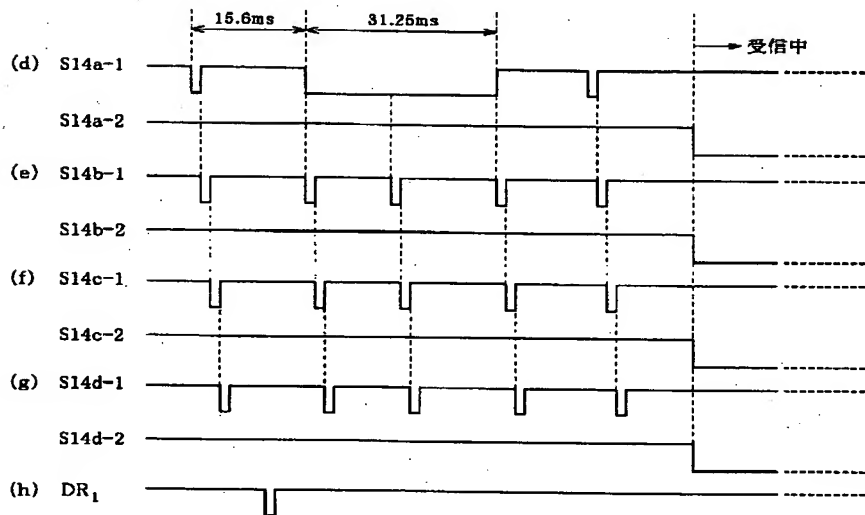 15.6ms 31.25ms
受信中
(d) S14a-1
S14a-2
(e) S14b-1
S14b-2
(f) S14c-1
S14c-2
(g) S14d-1
S14d-2
(h) DR₁